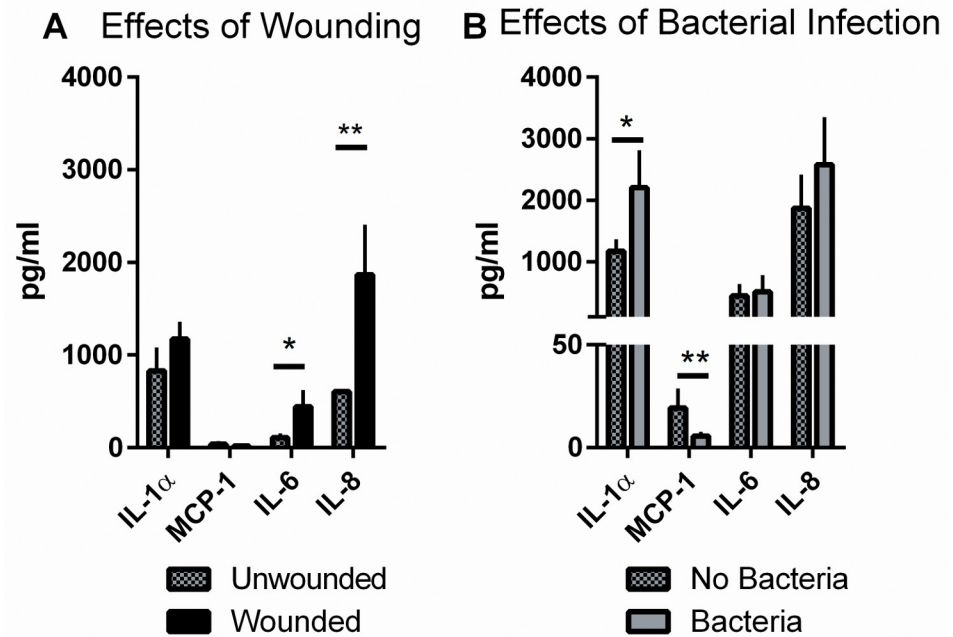 A Effects of Wounding
4000
3000
2000
1000
0
pg/ml
*
**
IL-1α
MCP-1
IL-6
IL-8
Unwounded
Wounded
B Effects of Bacterial Infection
4000
3000
2000
1000
50
0
pg/ml
*
**
IL-1α
MCP-1
IL-6
IL-8
No Bacteria
Bacteria